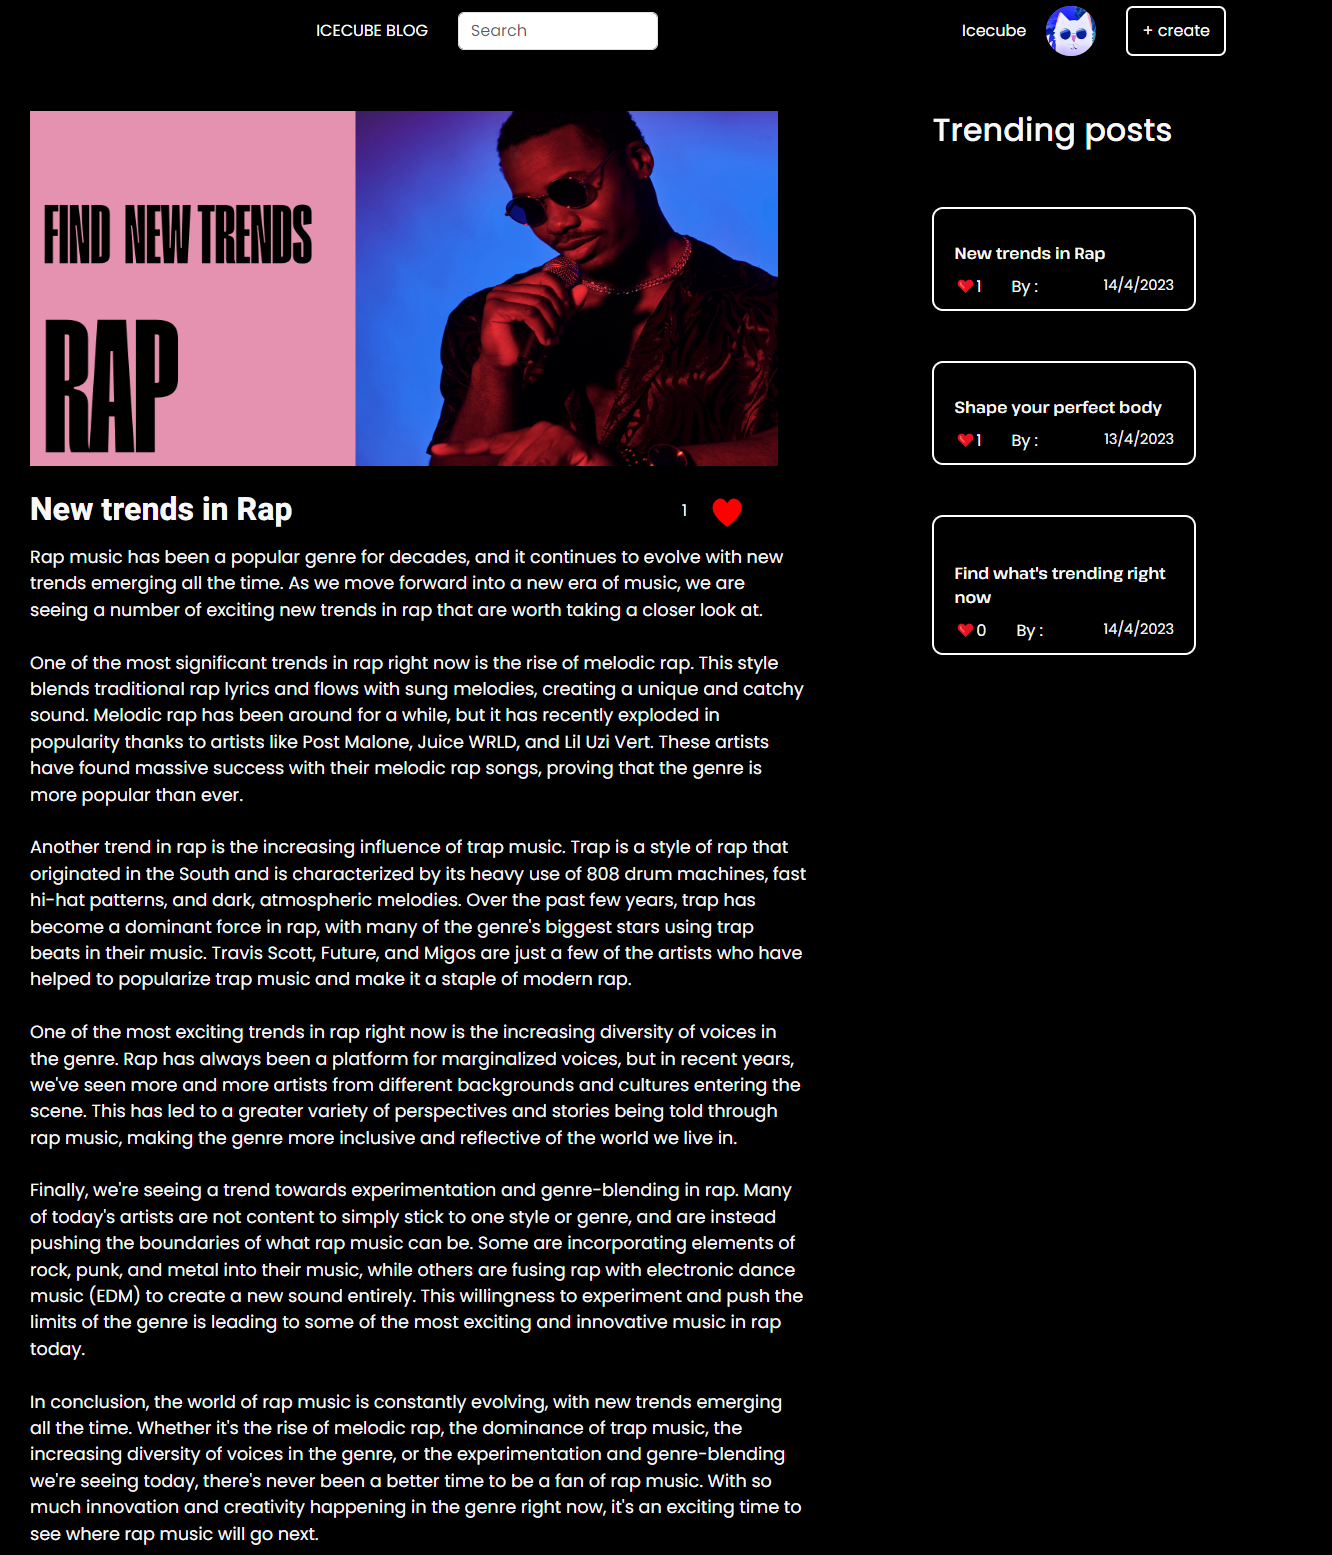 ICECUBE BLOG
Search
Icecube
+ create
FIND NEW TRENDS
RAP
New trends in Rap
1
Rap music has been a popular genre for decades, and it continues to evolve with new
trends emerging all the time. As we move forward into a new era of music, we are
seeing a number of exciting new trends in rap that are worth taking a closer look at.
One of the most significant trends in rap right now is the rise of melodic rap. This style
blends traditional rap lyrics and flows with sung melodies, creating a unique and catchy
sound. Melodic rap has been around for a while, but it has recently exploded in
popularity thanks to artists like Post Malone, Juice WRLD, and Lil Uzi Vert. These artists
have found massive success with their melodic rap songs, proving that the genre is
more popular than ever.
Another trend in rap is the increasing influence of trap music. Trap is a style of rap that
originated in the South and is characterized by its heavy use of 808 drum machines, fast
hi-hat patterns, and dark, atmospheric melodies. Over the past few years, trap has
become a dominant force in rap, with many of the genre's biggest stars using trap
beats in their music. Travis Scott, Future, and Migos are just a few of the artists who have
helped to popularize trap music and make it a staple of modern rap.
One of the most exciting trends in rap right now is the increasing diversity of voices in
the genre. Rap has always been a platform for marginalized voices, but in recent years,
we've seen more and more artists from different backgrounds and cultures entering the
scene. This has led to a greater variety of perspectives and stories being told through
rap music, making the genre more inclusive and reflective of the world we live in.
Finally, we're seeing a trend towards experimentation and genre-blending in rap. Many
of today's artists are not content to simply stick to one style or genre, and are instead
pushing the boundaries of what rap music can be. Some are incorporating elements of
rock, punk, and metal into their music, while others are fusing rap with electronic dance
music (EDM) to create a new sound entirely. This willingness to experiment and push the
limits of the genre is leading to some of the most exciting and innovative music in rap
today.
In conclusion, the world of rap music is constantly evolving, with new trends emerging
all the time. Whether it's the rise of melodic rap, the dominance of trap music, the
increasing diversity of voices in the genre, or the experimentation and genre-blending
we're seeing today, there's never been a better time to be a fan of rap music. With so
much innovation and creativity happening in the genre right now, it's an exciting time to
see where rap music will go next.
Trending posts
New trends in Rap
1 By : 14/4/2023
Shape your perfect body
1 By : 13/4/2023
Find what's trending right
now
0 By : 14/4/2023